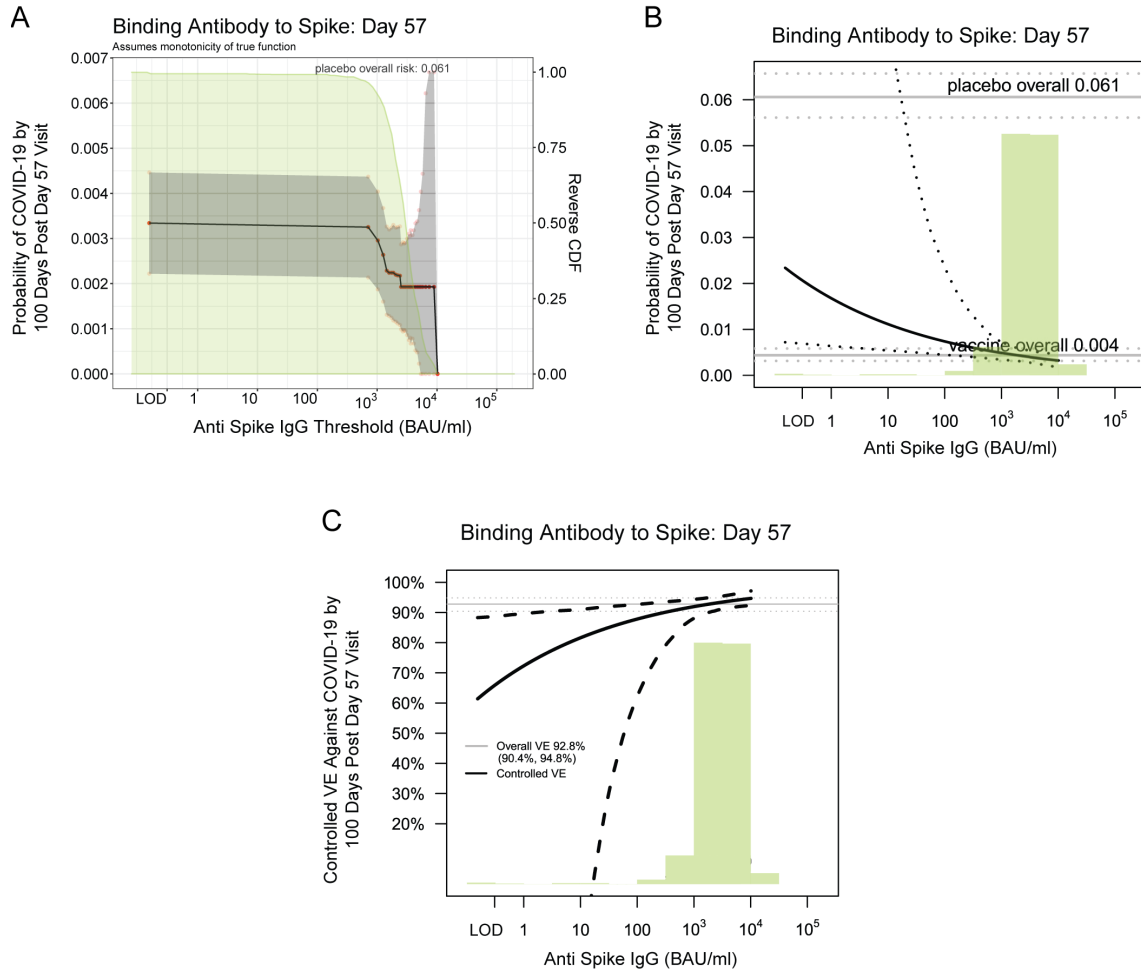 A
Binding Antibody to Spike: Day 57
Assumes monotonicity of true function
placebo overall risk: 0.061
Probability of COVID-19 by
100 Days Post Day 57 Visit
0.007
0.006
0.005
0.004
0.003
0.002
0.001
0.000
1.00
0.75
0.50
0.25
0.00
Reverse CDF
LOD 1 10 100 10³ 10⁴ 10⁵
Anti Spike IgG Threshold (BAU/ml)
B
Binding Antibody to Spike: Day 57
placebo overall 0.061
vaccine overall 0.004
Probability of COVID-19 by
100 Days Post Day 57 Visit
0.06
0.05
0.04
0.03
0.02
0.01
0.00
LOD 1 10 100 10³ 10⁴ 10⁵
Anti Spike IgG (BAU/ml)
C
Binding Antibody to Spike: Day 57
Controlled VE Against COVID-19 by
100 Days Post Day 57 Visit
100%
90%
80%
70%
60%
50%
40%
30%
20%
Overall VE 92.8%
(90.4%, 94.8%)
Controlled VE
LOD 1 10 100 10³ 10⁴ 10⁵
Anti Spike IgG (BAU/ml)